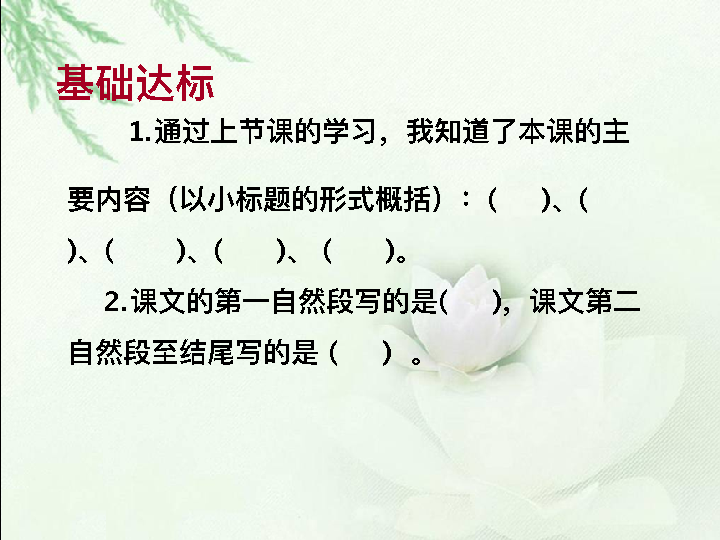 基础达标
1.通过上节课的学习，我知道了本课的主
要内容（以小标题的形式概括）：(      )、(
)、(        )、(       )、 (       )。
2.课文的第一自然段写的是(      )，课文第二
自然段至结尾写的是（      ） 。